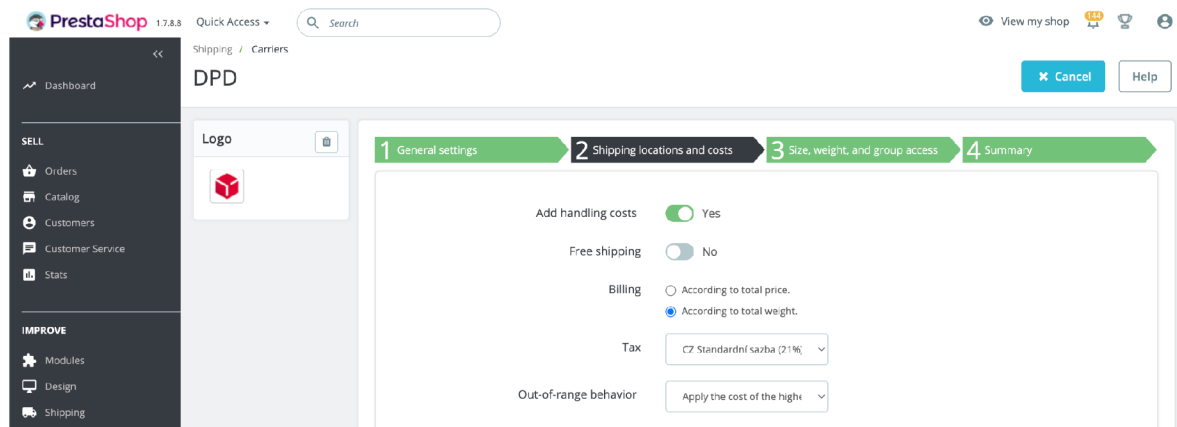 PrestaShop 1.7.8.8 Quick Access Search View my shop 144
Shipping / Carriers
DPD
Cancel Help
Dashboard
SELL
Orders
Catalog
Customers
Customer Service
Stats
IMPROVE
Modules
Design
Shipping
Logo
1 General settings 2 Shipping locations and costs 3 Size, weight, and group access 4 Summary
Add handling costs Yes
Free shipping No
Billing According to total price.
According to total weight.
Tax CZ Standardní sazba (21%)
Out-of-range behavior Apply the cost of the highe